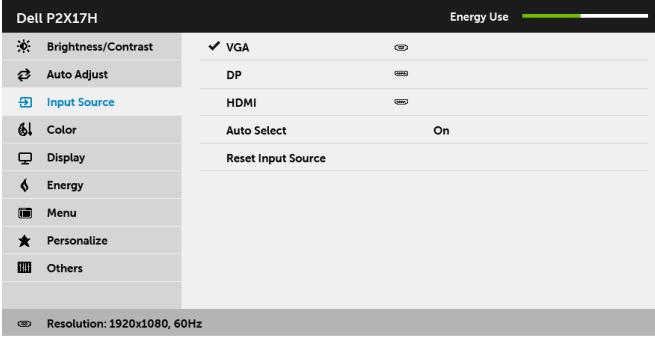 Dell P2X17H Energy Use
Brightness/Contrast VGA
Auto Adjust DP
Input Source HDMI
Color Auto Select On
Display Reset Input Source
Energy
Menu
Personalize
Others
Resolution: 1920x1080, 60Hz